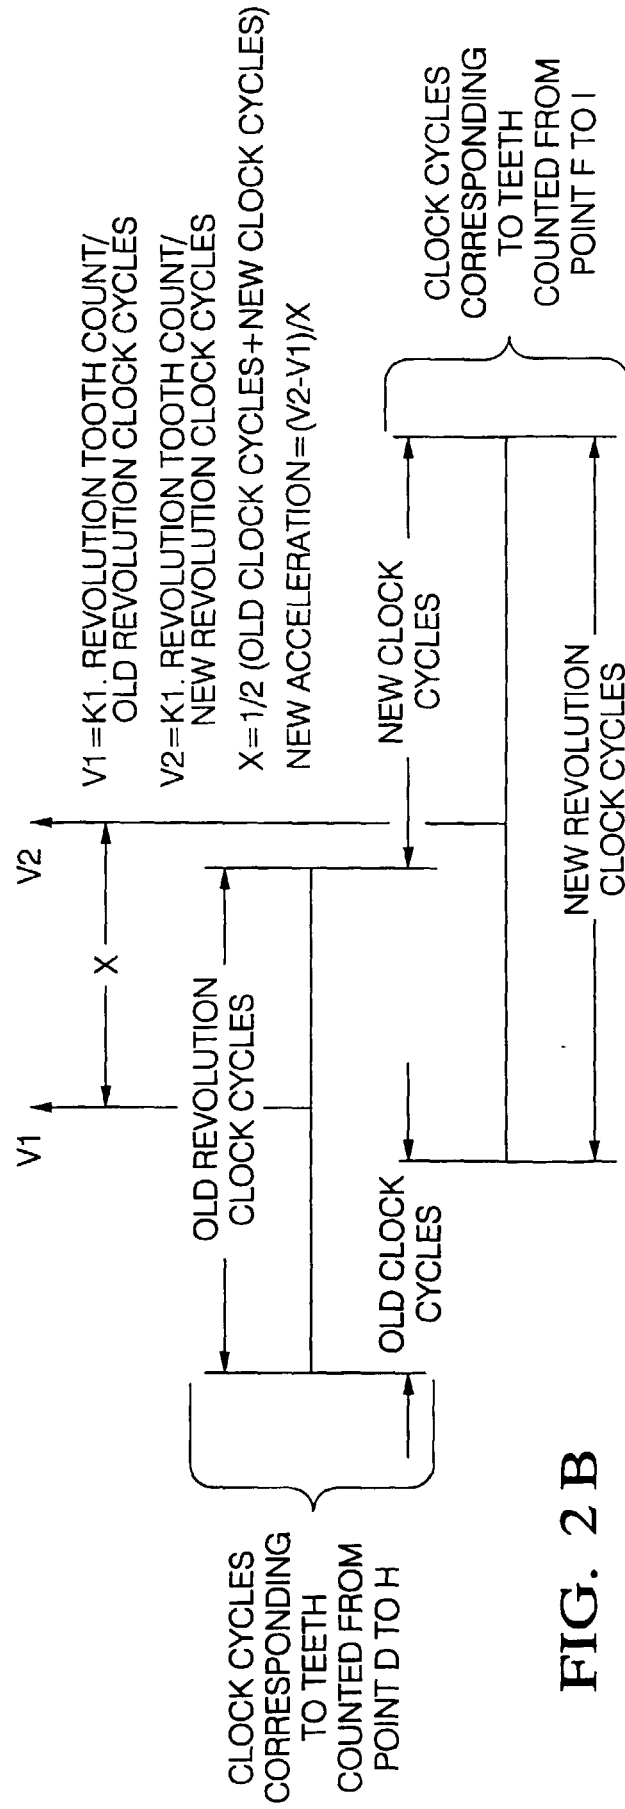 V1=K1. REVOLUTION TOOTH COUNT/
OLD REVOLUTION CLOCK CYCLES
V2=K1. REVOLUTION TOOTH COUNT/
NEW REVOLUTION CLOCK CYCLES
X=1/2 (OLD CLOCK CYCLES+NEW CLOCK CYCLES)
NEW ACCELERATION=(V2-V1)/X
V1
X
V2
OLD REVOLUTION
CLOCK CYCLES
CLOCK CYCLES
CORRESPONDING
TO TEETH
COUNTED FROM
POINT D TO H
OLD CLOCK
CYCLES
NEW CLOCK
CYCLES
NEW REVOLUTION
CLOCK CYCLES
CLOCK CYCLES
CORRESPONDING
TO TEETH
COUNTED FROM
POINT F TO I
FIG. 2 B